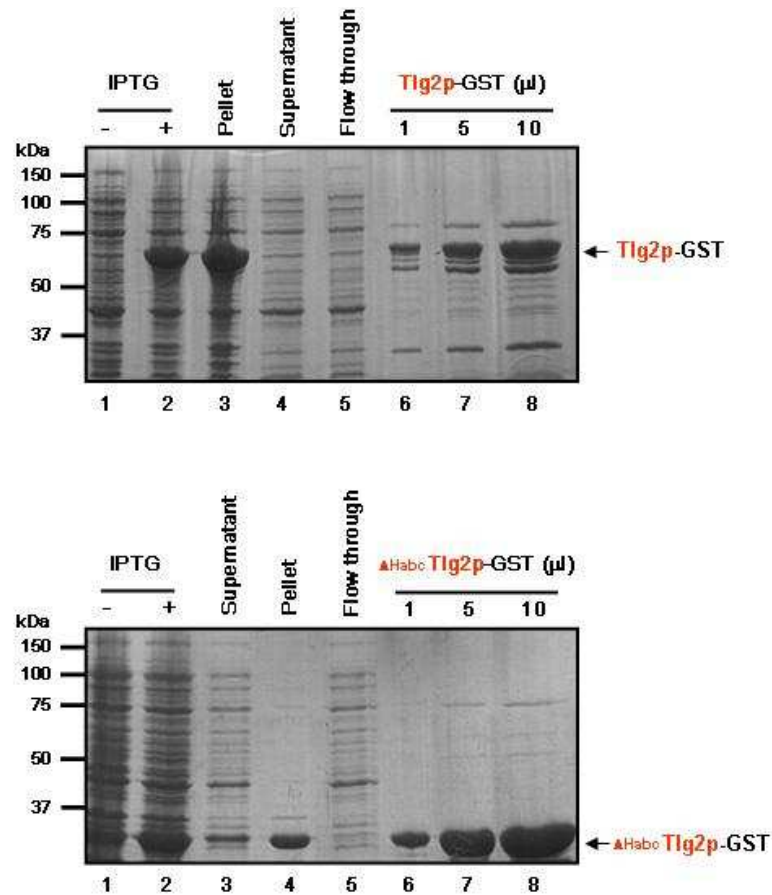 IPTG
Pellet
Supernatant
Flow through
Tlg2p-GST (µl)
- + 1 5 10
kDa
150
100
75
50
37
Tlg2p-GST
1 2 3 4 5 6 7 8
IPTG
Supernatant
Pellet
Flow through
▲Habc Tlg2p-GST (µl)
- + 1 5 10
kDa
150
100
75
50
37
▲Habc Tlg2p-GST
1 2 3 4 5 6 7 8